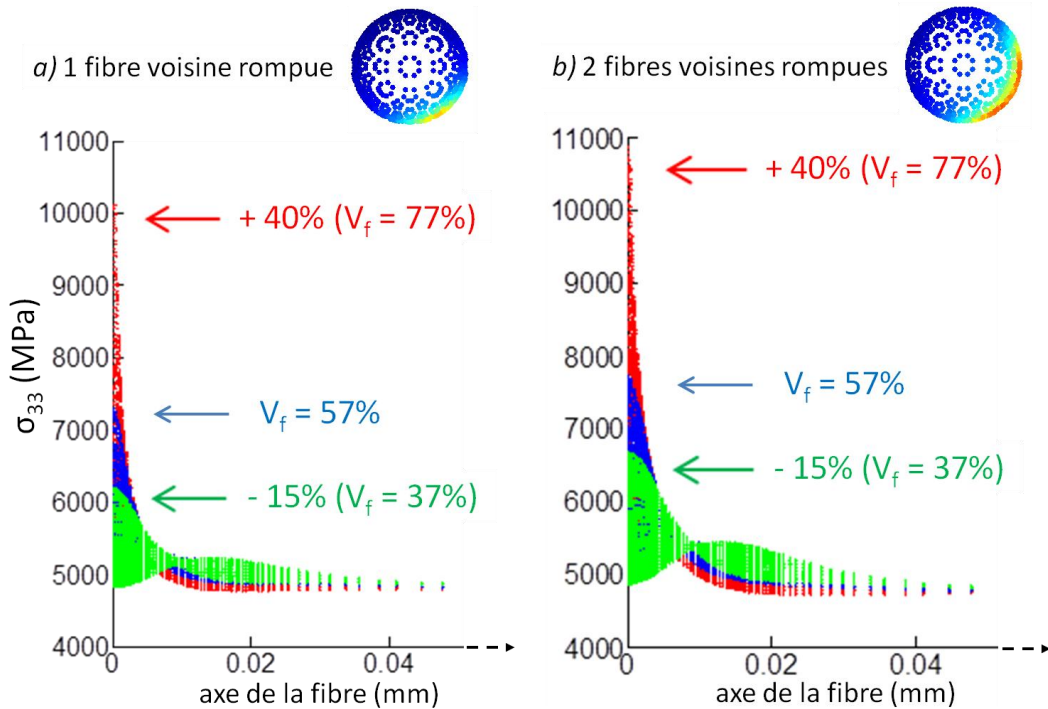 a) 1 fibre voisine rompue
11000
10000
9000
8000
7000
6000
5000
4000
σ33 (MPa)
+ 40% (Vf = 77%)
Vf = 57%
- 15% (Vf = 37%)
0
0.02
0.04
axe de la fibre (mm)
b) 2 fibres voisines rompues
11000
10000
9000
8000
7000
6000
5000
4000
+ 40% (Vf = 77%)
Vf = 57%
- 15% (Vf = 37%)
0
0.02
0.04
axe de la fibre (mm)